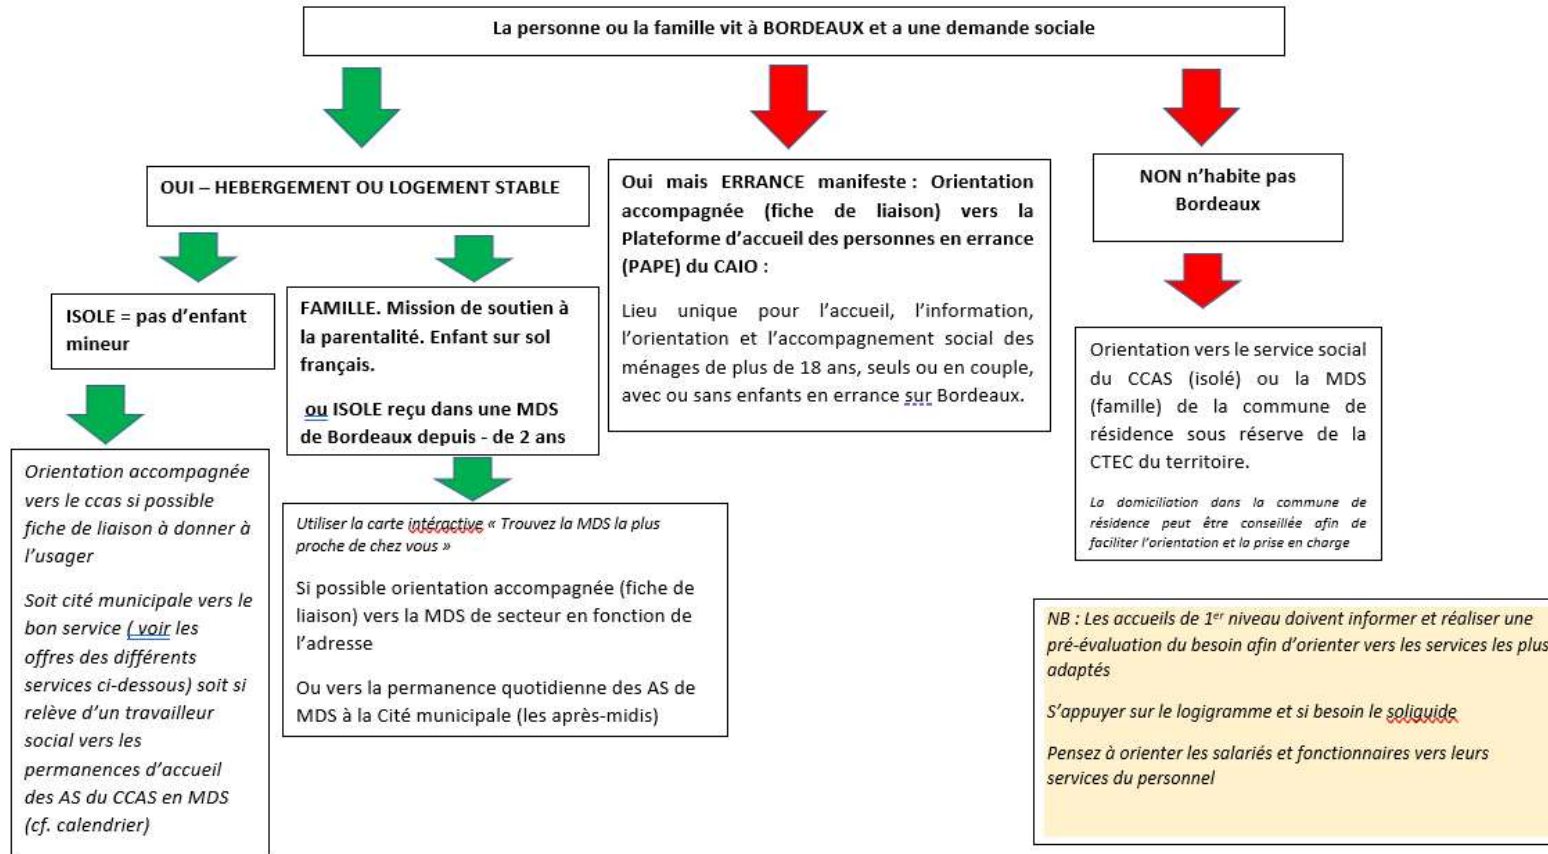 La personne ou la famille vit à BORDEAUX et a une demande sociale
OUI – HEBERGEMENT OU LOGEMENT STABLE
ISOLE = pas d’enfant
mineur
Orientation accompagnée
vers le ccas si possible
fiche de liaison à donner à
l’usager
Soit cité municipale vers le
bon service ( voir les
offres des différents
services ci-dessous) soit si
relève d’un travailleur
social vers les
permanences d’accueil
des AS du CCAS en MDS
(cf. calendrier)
FAMILLE. Mission de soutien à
la parentalité. Enfant sur sol
français.
ou ISOLE reçu dans une MDS
de Bordeaux depuis - de 2 ans
Utiliser la carte intéractive « Trouvez la MDS la plus
proche de chez vous »
Si possible orientation accompagnée (fiche de
liaison) vers la MDS de secteur en fonction de
l’adresse
Ou vers la permanence quotidienne des AS de
MDS à la Cité municipale (les après-midis)
Oui mais ERRANCE manifeste : Orientation
accompagnée (fiche de liaison) vers la
Plateforme d’accueil des personnes en errance
(PAPE) du CAIO :
Lieu unique pour l’accueil, l’information,
l’orientation et l’accompagnement social des
ménages de plus de 18 ans, seuls ou en couple,
avec ou sans enfants en errance sur Bordeaux.
NON n’habite pas
Bordeaux
Orientation vers le service social
du CCAS (isolé) ou la MDS
(famille) de la commune de
résidence sous réserve de la
CTEC du territoire.
La domiciliation dans la commune de
résidence peut être conseillée afin de
faciliter l’orientation et la prise en charge
NB : Les accueils de 1er niveau doivent informer et réaliser une
pré-évaluation du besoin afin d’orienter vers les services les plus
adaptés
S’appuyer sur le logigramme et si besoin le soliguide
Pensez à orienter les salariés et fonctionnaires vers leurs
services du personnel